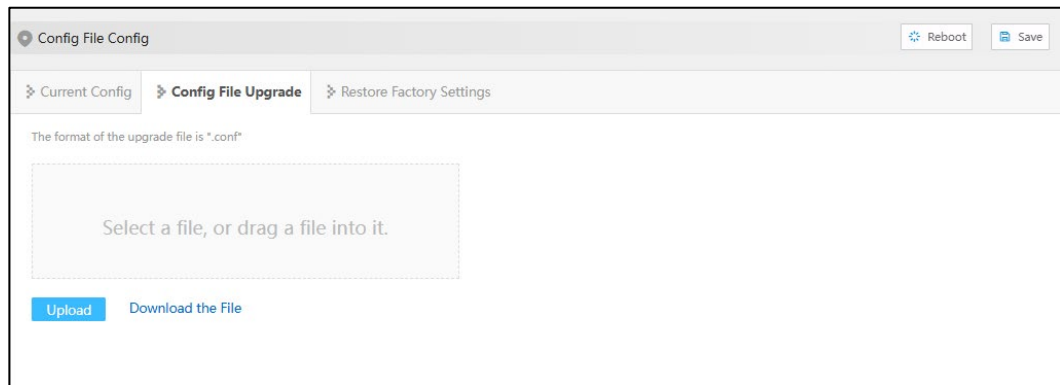 Config File Config
Reboot
Save
Current Config
Config File Upgrade
Restore Factory Settings
The format of the upgrade file is ".conf"
Select a file, or drag a file into it.
Upload
Download the File